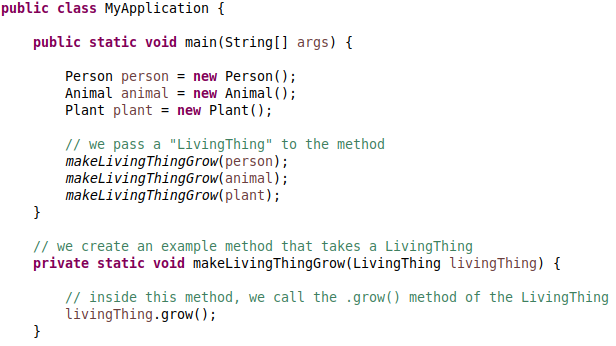 public class MyApplication {
public static void main(String[] args) {
Person person = new Person();
Animal animal = new Animal();
Plant plant = new Plant();
// we pass a "LivingThing" to the method
makeLivingThingGrow(person);
makeLivingThingGrow(animal);
makeLivingThingGrow(plant);
}
// we create an example method that takes a LivingThing
private static void makeLivingThingGrow(LivingThing livingThing) {
// inside this method, we call the .grow() method of the LivingThing
livingThing.grow();
}